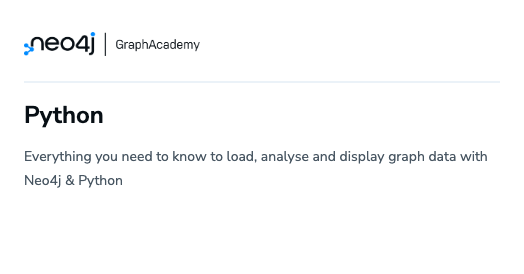 neo4j GraphAcademy
Python
Everything you need to know to load, analyse and display graph data with
Neo4j & Python